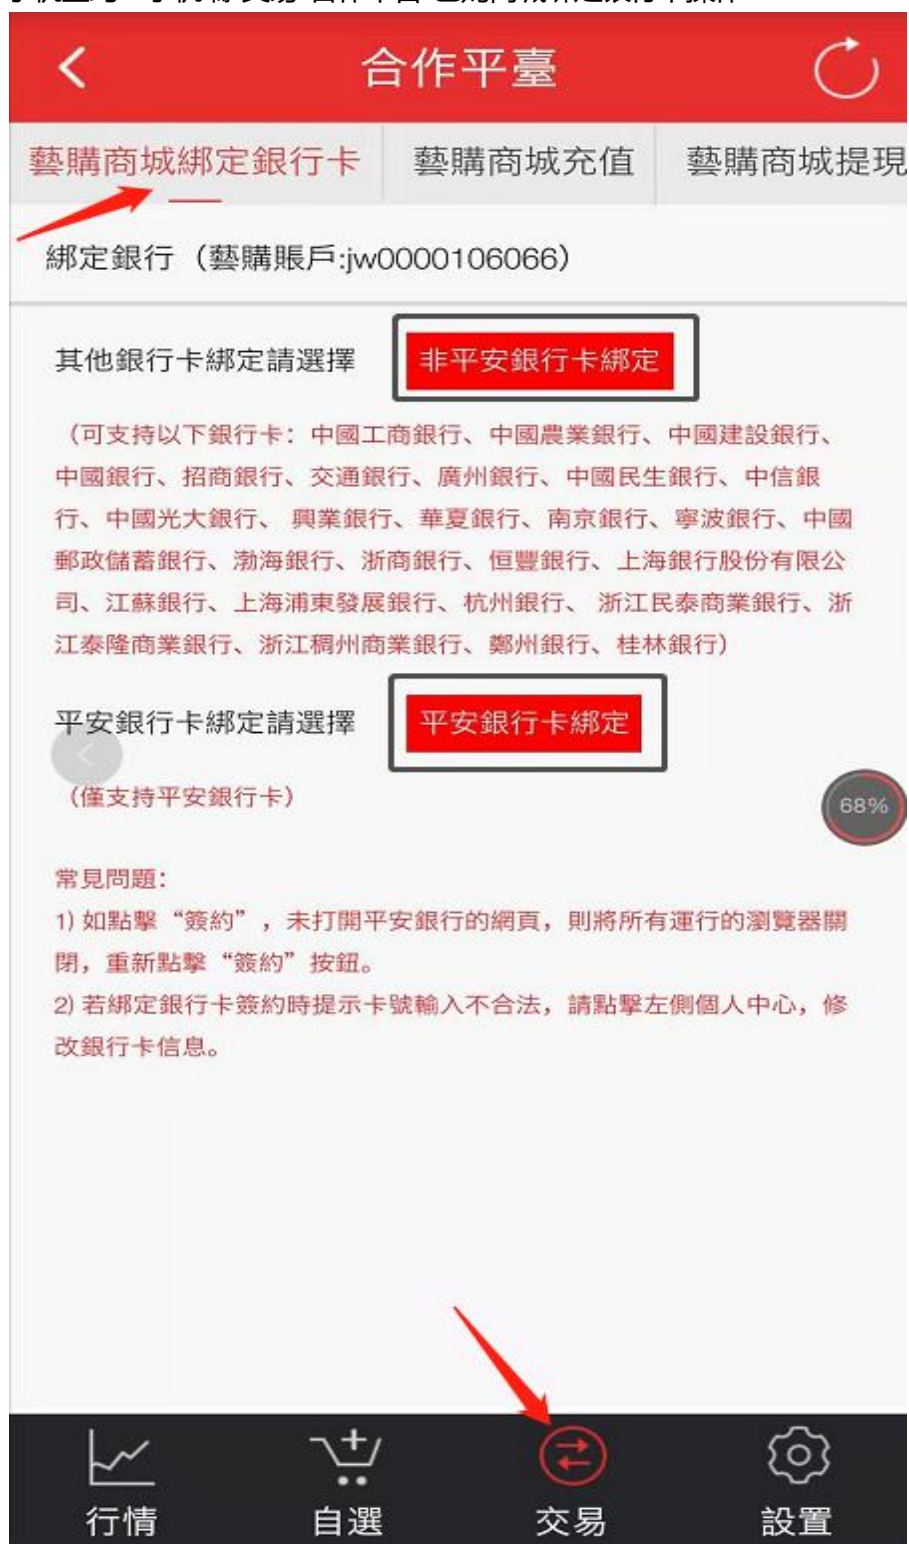 合作平臺
藝購商城綁定銀行卡 藝購商城充值 藝購商城提現
綁定銀行（藝購賬戶:jw0000106066）
其他銀行卡綁定請選擇 非平安銀行卡綁定
（可支持以下銀行卡：中國工商銀行、中國農業銀行、中國建設銀行、
中國銀行、招商銀行、交通銀行、廣州銀行、中國民生銀行、中信銀
行、中國光大銀行、 興業銀行、華夏銀行、南京銀行、寧波銀行、中國
郵政儲蓄銀行、渤海銀行、浙商銀行、恒豐銀行、上海銀行股份有限公
司、江蘇銀行、上海浦東發展銀行、杭州銀行、 浙江民泰商業銀行、浙
江泰隆商業銀行、浙江稠州商業銀行、鄭州銀行、桂林銀行）
平安銀行卡綁定請選擇 平安銀行卡綁定
（僅支持平安銀行卡）
68%
常見問題：
1) 如點擊“簽約”，未打開平安銀行的網頁，則將所有運行的瀏覽器關
閉，重新點擊“簽約”按鈕。
2) 若綁定銀行卡簽約時提示卡號輸入不合法，請點擊左側個人中心，修
改銀行卡信息。
行情 自選 交易 設置